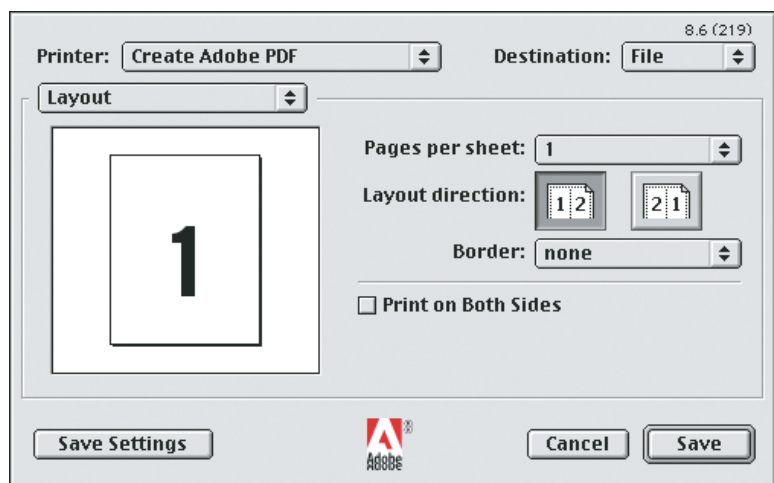 8.6 (219)
Printer: Create Adobe PDF Destination: File
Layout
Pages per sheet: 1
Layout direction: 1 2 2 1
1
Border: none
Print on Both Sides
Save Settings Adobe Cancel Save